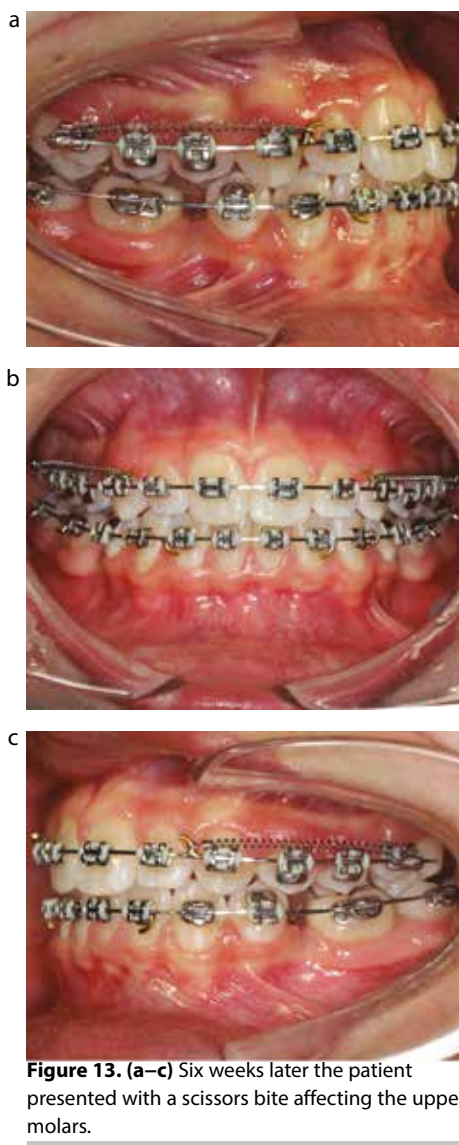 a
b
c
Figure 13. (a–c) Six weeks later the patient
presented with a scissors bite affecting the uppe
molars.